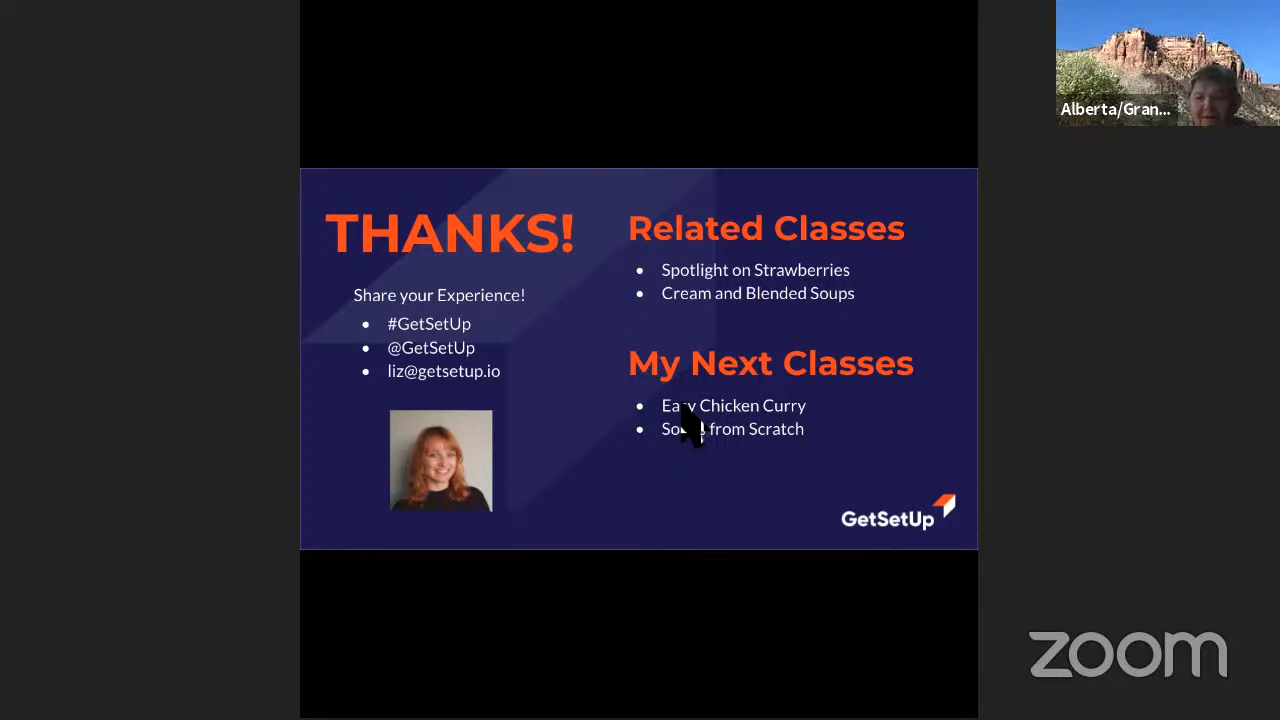 THANKS!
Share your Experience!
#GetSetUp
@GetSetUp
liz@getsetup.io
Related Classes
Spotlight on Strawberries
Cream and Blended Soups
My Next Classes
Easy Chicken Curry
from Scratch
GetSetUp
Alberta/Gran...
zoom